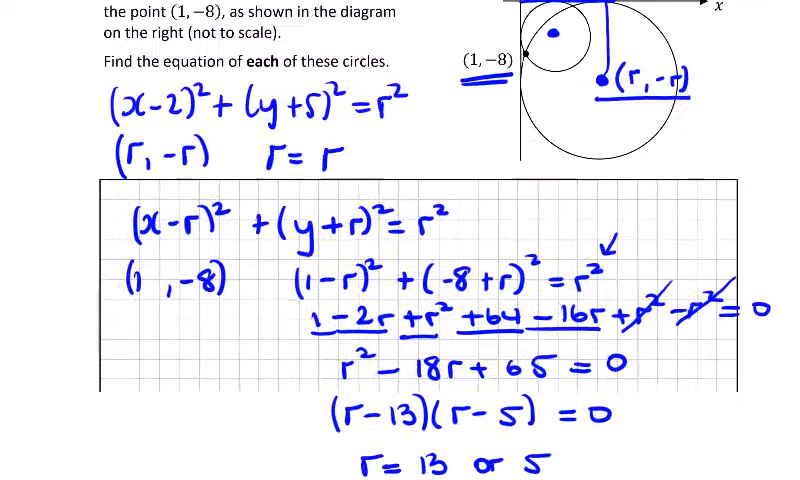 the point (1, −8), as shown in the diagram
on the right (not to scale).
Find the equation of each of these circles.
x
(1, −8)
(r, -r)
(x-2)² + (y+5)² = r²
(r, -r) r = r
(x-r)² + (y+r)² = r²
(1, -8) (1-r)² + (-8+r)² = r²
1 - 2r + r² + 64 - 16r + r² - r² = 0
r² - 18r + 65 = 0
(r-13)(r-5) = 0
r = 13 or 5